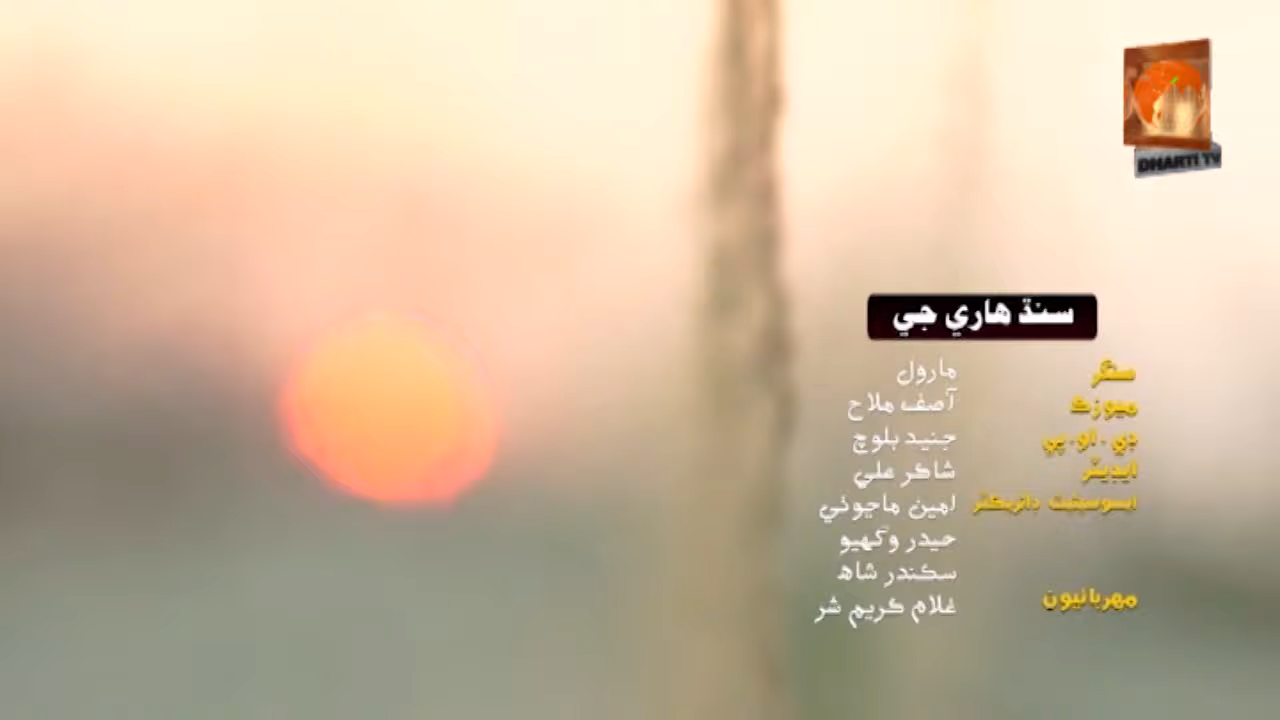 DHARTI TV
سنڌ هاري جي
سنگر مارول
ميوزڪ آصف ملاح
ڊي . او . پي جنيد بلوچ
ايڊيٽر شاڪر علي
ايسوسيئيٽ ڊائريڪٽر امين ماڇوئي
حيدر وگهيو
سڪندر شاهه
مهربانيون غلام ڪريم شر